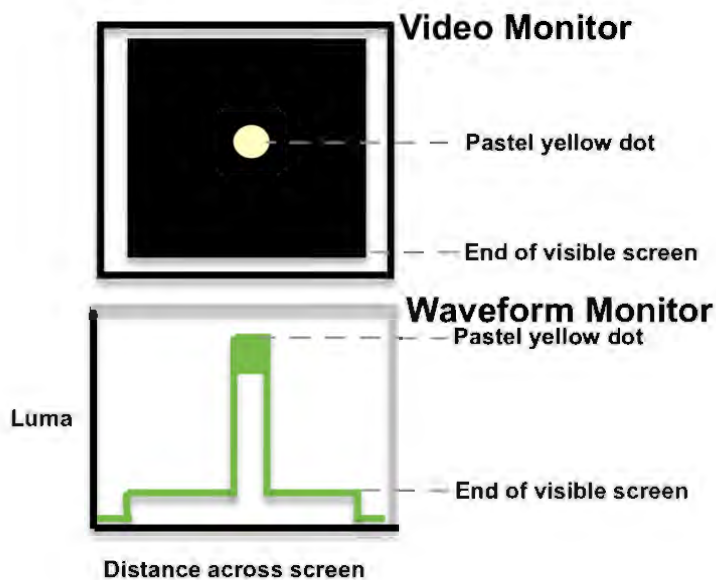 Video Monitor
Pastel yellow dot
End of visible screen
Waveform Monitor
Pastel yellow dot
Luma
End of visible screen
Distance across screen